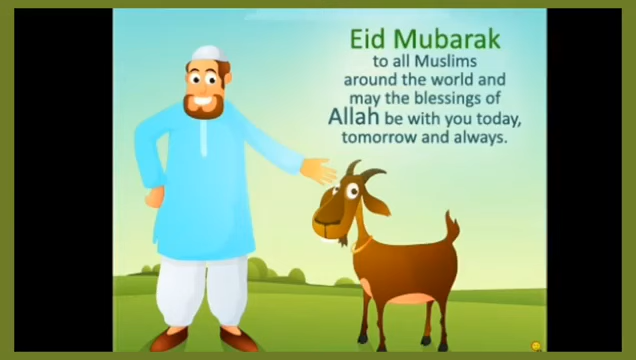 Eid Mubarak
to all Muslims
around the world and
may the blessings of
Allah be with you today,
tomorrow and always.